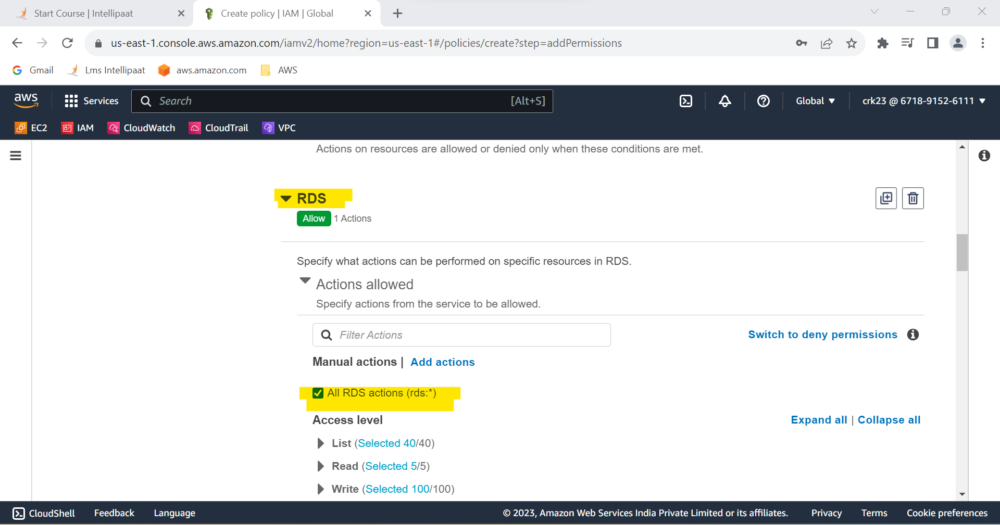 Start Course | Intellipaat
Create policy | IAM | Global
us-east-1.console.aws.amazon.com/iamv2/home?region=us-east-1#/policies/create?step=addPermissions
Gmail
Lms Intellipaat
aws.amazon.com
AWS
aws
Services
Search
[Alt+S]
Global
crk23 @ 6718-9152-6111
EC2
IAM
CloudWatch
CloudTrail
VPC
Actions on resources are allowed or denied only when these conditions are met.
RDS
Allow 1 Actions
Specify what actions can be performed on specific resources in RDS.
Actions allowed
Specify actions from the service to be allowed.
Filter Actions
Switch to deny permissions
Manual actions | Add actions
All RDS actions (rds:*)
Access level
Expand all | Collapse all
List (Selected 40/40)
Read (Selected 5/5)
Write (Selected 100/100)
CloudShell
Feedback
Language
© 2023, Amazon Web Services India Private Limited or its affiliates.
Privacy
Terms
Cookie preferences